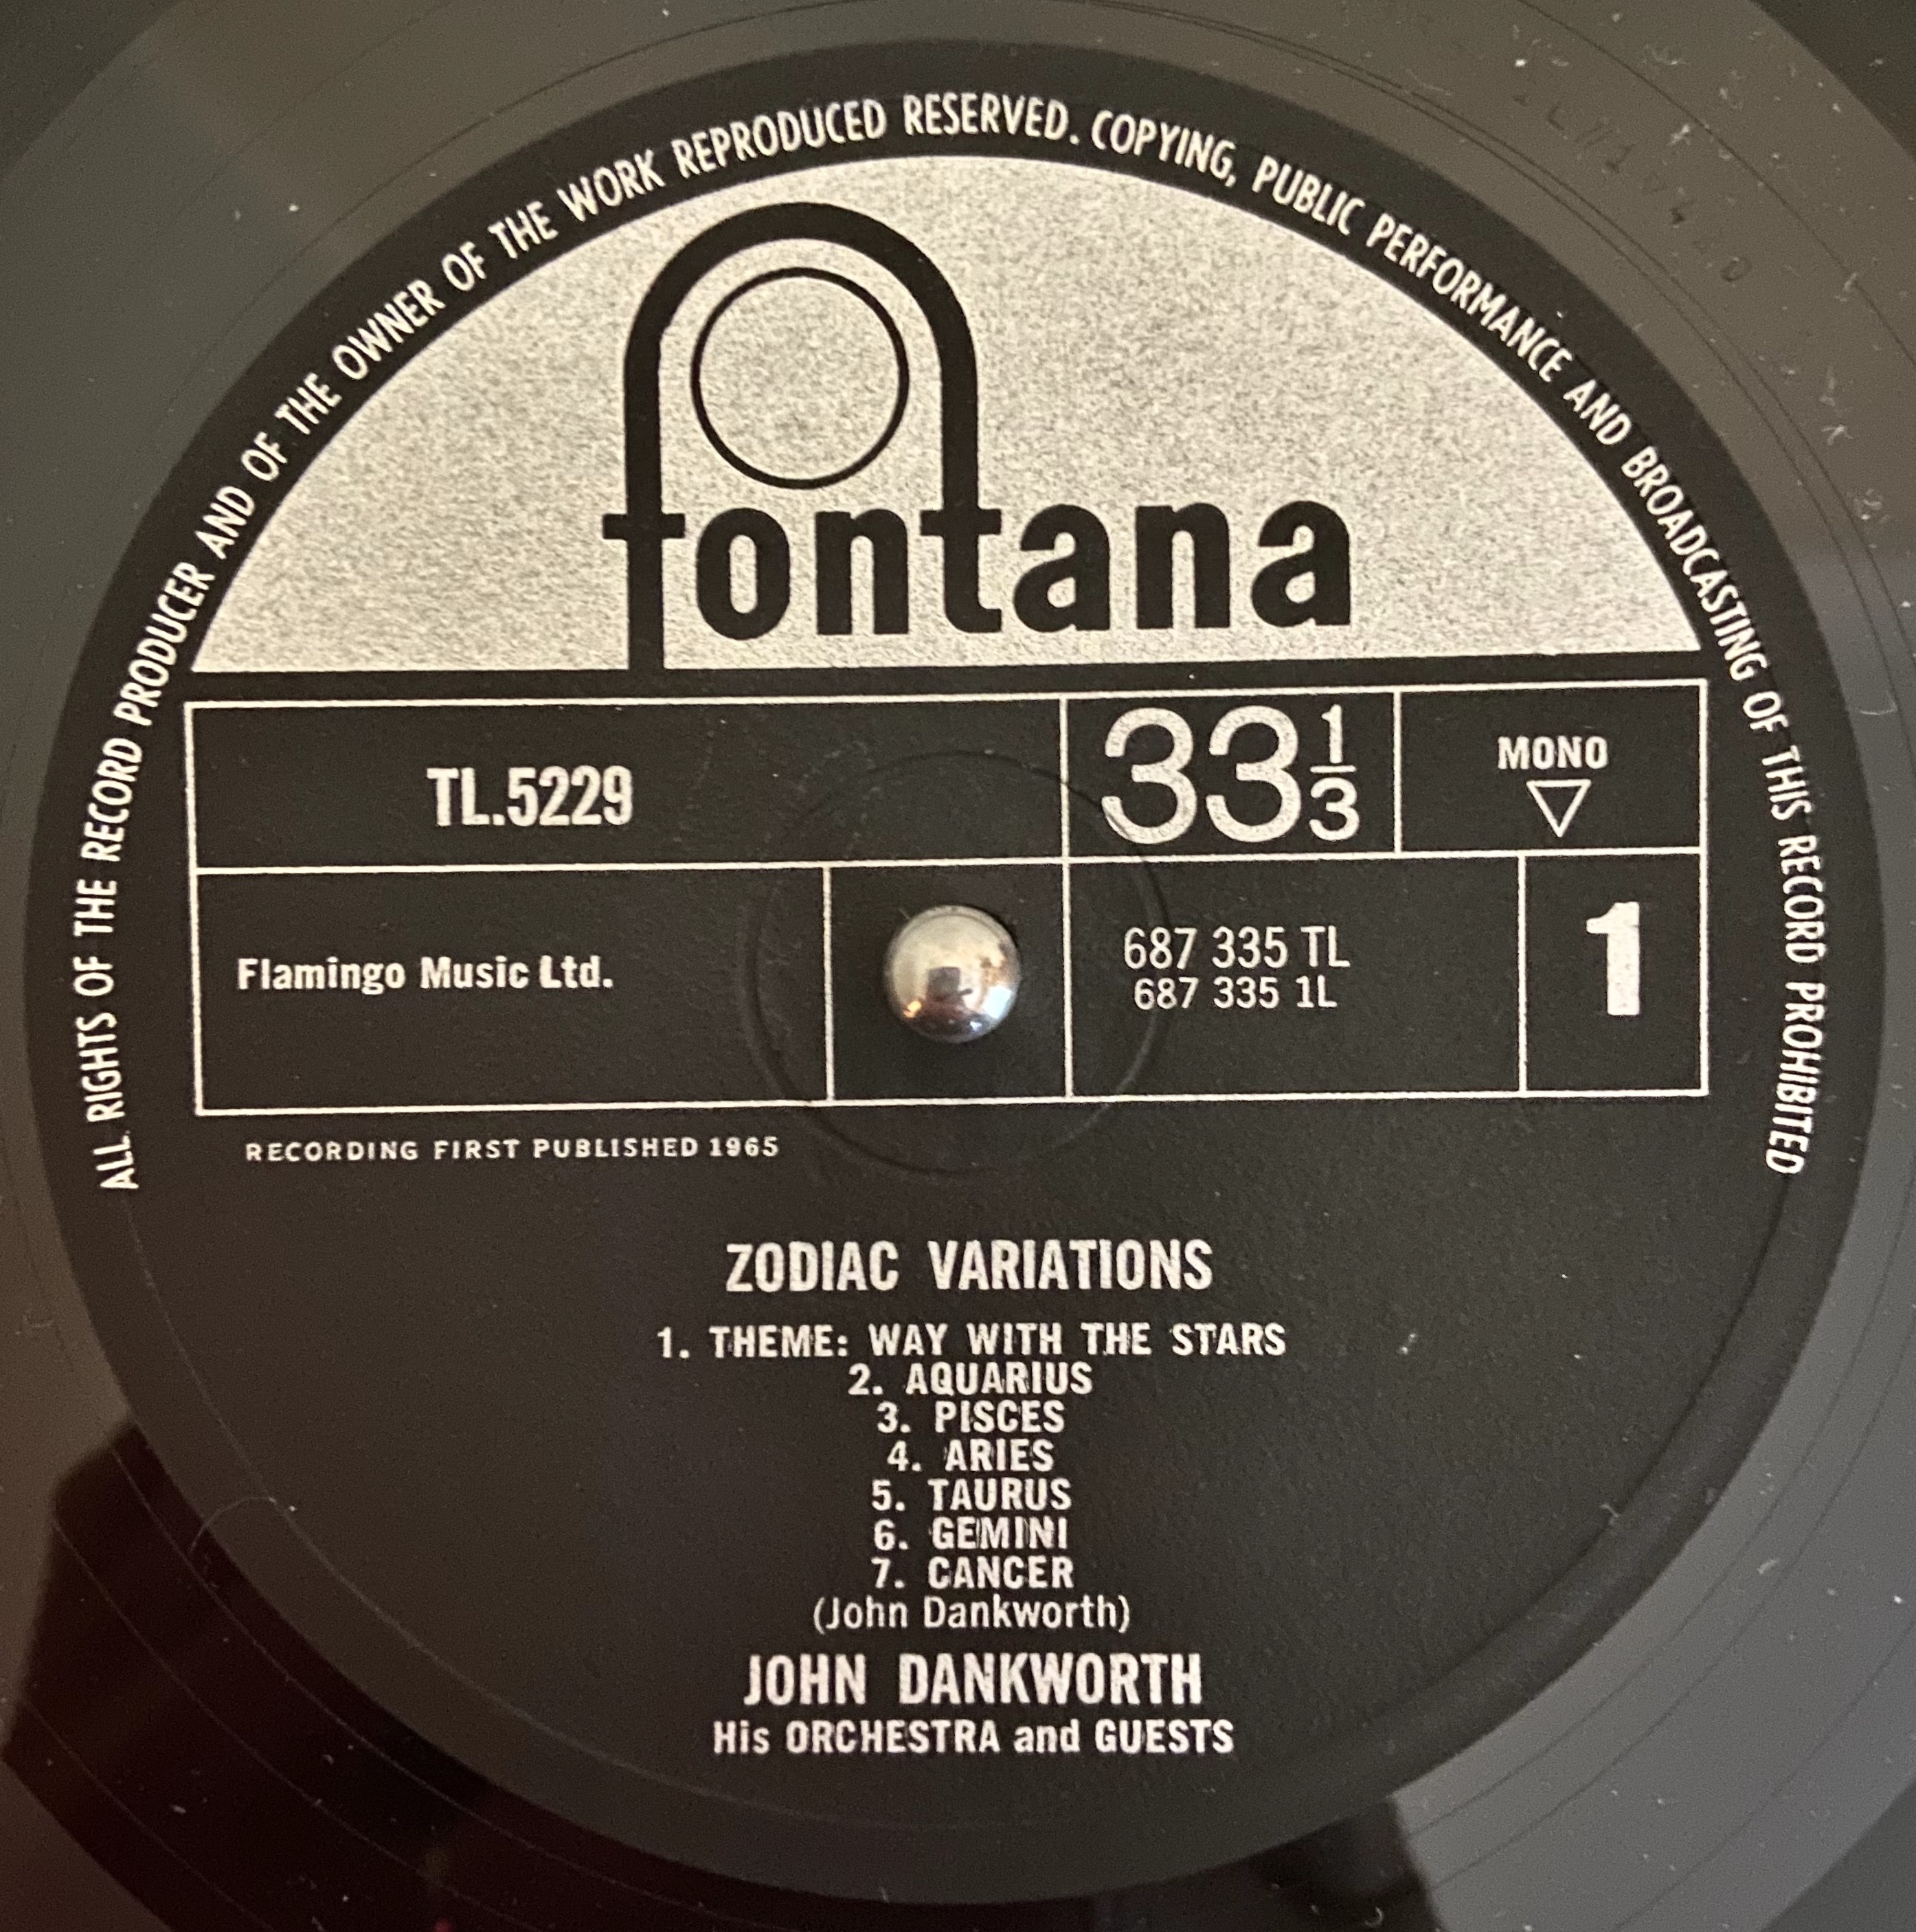 ALL RIGHTS OF THE RECORD PRODUCER AND OF THE OWNER OF THE WORK REPRODUCED RESERVED. COPYING, PUBLIC PERFORMANCE AND BROADCASTING OF THIS RECORD PROHIBITED
fontana
TL.5229
33 1/3
MONO
Flamingo Music Ltd.
687 335 TL
687 335 1L
1
RECORDING FIRST PUBLISHED 1965
ZODIAC VARIATIONS
1. THEME: WAY WITH THE STARS
2. AQUARIUS
3. PISCES
4. ARIES
5. TAURUS
6. GEMINI
7. CANCER
(John Dankworth)
JOHN DANKWORTH
His ORCHESTRA and GUESTS